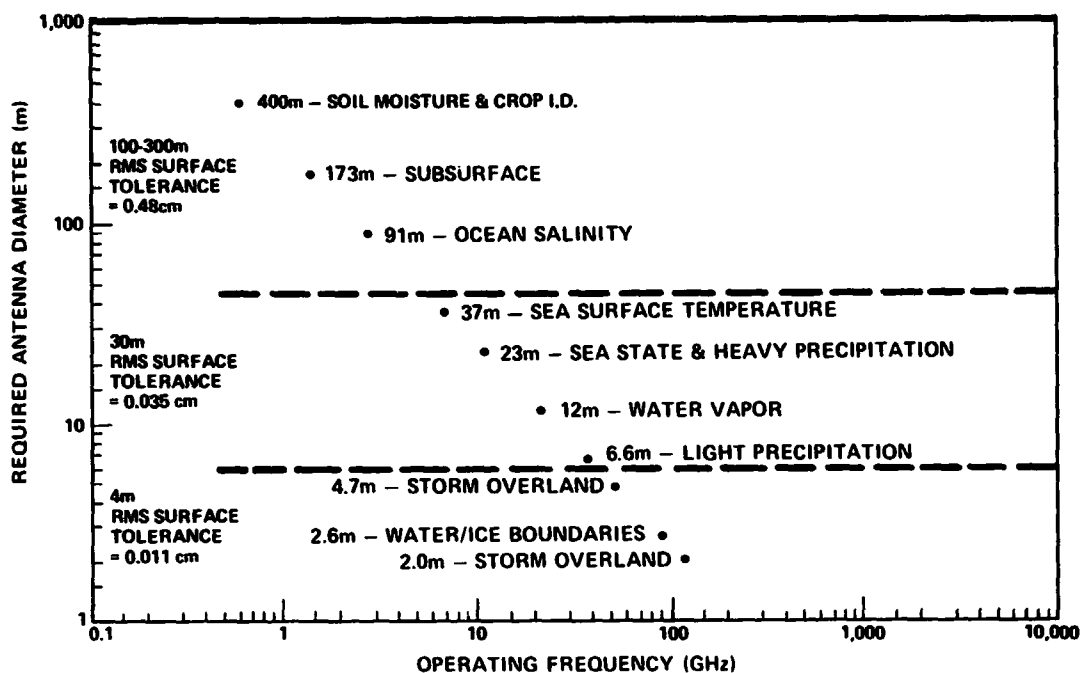 1,000
400m – SOIL MOISTURE & CROP I.D.
100-300m
RMS SURFACE
TOLERANCE
= 0.48cm
173m – SUBSURFACE
100
91m – OCEAN SALINITY
37m – SEA SURFACE TEMPERATURE
30m
RMS SURFACE
TOLERANCE
= 0.035 cm
23m – SEA STATE & HEAVY PRECIPITATION
12m – WATER VAPOR
10
6.6m – LIGHT PRECIPITATION
4.7m – STORM OVERLAND
4m
RMS SURFACE
TOLERANCE
= 0.011 cm
2.6m – WATER/ICE BOUNDARIES
2.0m – STORM OVERLAND
1
0.1 1 10 100 1,000 10,000
OPERATING FREQUENCY (GHz)
REQUIRED ANTENNA DIAMETER (m)